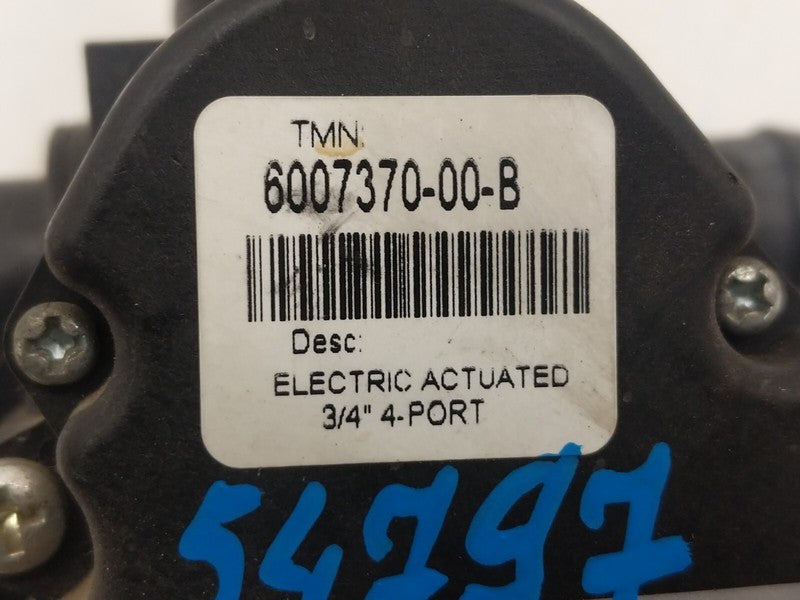 TMN:
6007370-00-B
Desc:
ELECTRIC ACTUATED
3/4" 4-PORT
54797